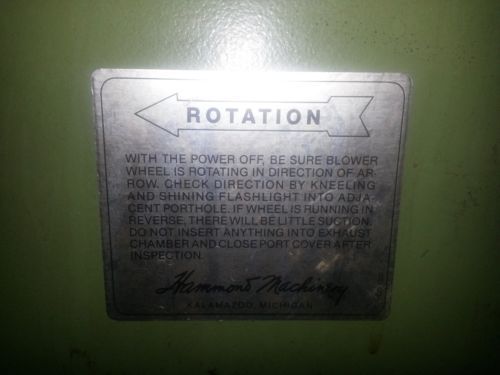 ROTATION
WITH THE POWER OFF, BE SURE BLOWER
WHEEL IS ROTATING IN DIRECTION OF AR-
ROW. CHECK DIRECTION BY KNEELING
AND SHINING FLASHLIGHT INTO ADJA-
CENT PORTHOLE. IF WHEEL IS RUNNING IN
REVERSE, THERE WILL BE LITTLE SUCTION.
DO NOT INSERT ANYTHING INTO EXHAUST
CHAMBER AND CLOSE PORT COVER AFTER
INSPECTION.
Hammond Machinery
KALAMAZOO, MICHIGAN